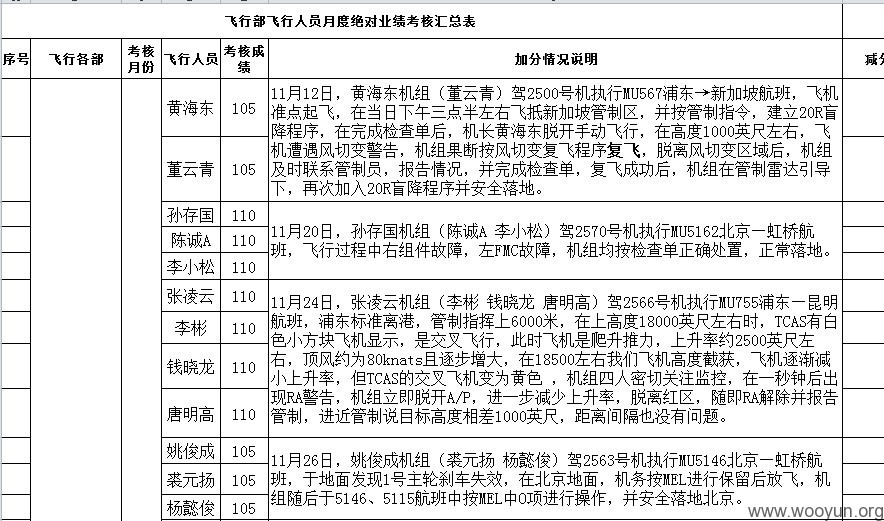 飞行部飞行人员月度绝对业绩考核汇总表
序号 飞行各部 考核月份 飞行人员 考核成绩 加分情况说明 减分
黄海东 105
董云青 105
11月12日，黄海东机组（董云青）驾2500号机执行MU567浦东→新加坡航班，飞机
准点起飞，在当日下午三点半左右飞抵新加坡管制区，并按管制指令，建立20R盲
降程序，在完成检查单后，机长黄海东脱开手动飞行，在高度1000英尺左右，飞
机遭遇风切变警告，机组果断按风切变复飞程序复飞，脱离风切变区域后，机组
及时联系管制员，报告情况，并完成检查单，复飞成功后，机组在管制雷达引导
下，再次加入20R盲降程序并安全落地。
孙存国 110
陈诚A 110
李小松 110
11月20日，孙存国机组（陈诚A 李小松）驾2570号机执行MU5162北京一虹桥航
班，飞行过程中右组件故障，左FMC故障，机组均按检查单正确处置，正常落地。
张凌云 110
李彬 110
钱晓龙 110
唐明高 110
11月24日，张凌云机组（李彬 钱晓龙 唐明高）驾2566号机执行MU755浦东一昆明
航班，浦东标准离港，管制指挥上6000米，在上高度18000英尺左右时，TCAS有白
色小方块飞机显示，是交叉飞行，此时飞机是爬升推力，上升率约2500英尺左
右，顶风约为80knats且逐步增大，在18500左右我们飞机高度截获，飞机逐渐减
小上升率，但TCAS的交叉飞机变为黄色 ，机组四人密切关注监控，在一秒钟后出
现RA警告，机组立即脱开A/P，进一步减少上升率，脱离红区，随即RA解除并报告
管制，进近管制说目标高度相差1000英尺，距离间隔也没有问题。
姚俊成 105
裘元扬 105
杨懿俊 105
11月26日，姚俊成机组（裘元扬 杨懿俊）驾2563号机执行MU5146北京一虹桥航
班，于地面发现1号主轮刹车失效，在北京地面，机务按MEL进行保留后放飞，机
组随后于5146、5115航班中按MEL中O项进行操作，并安全落地北京。
www.wooyun.org